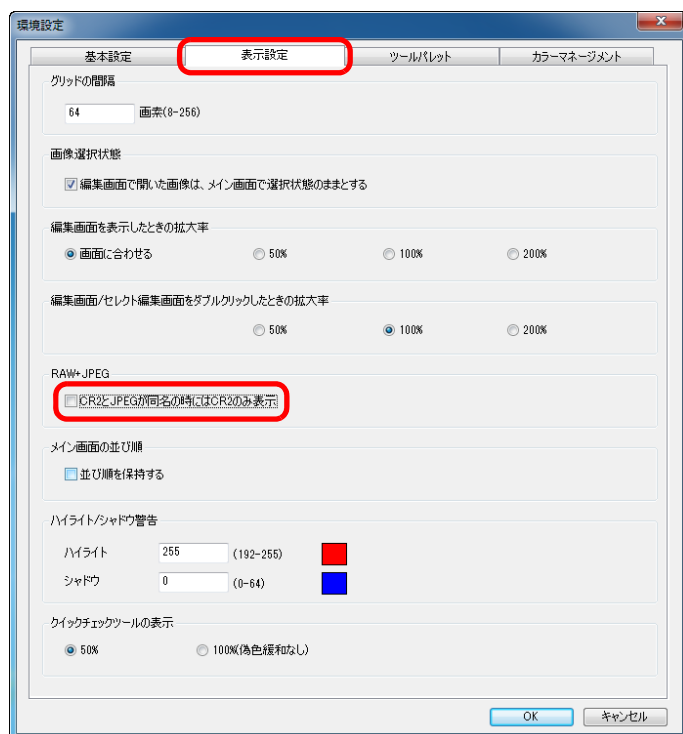 環境設定
基本設定 表示設定 ツールパレット カラーマネージメント
グリッドの間隔
64 画素(8-256)
画像選択状態
編集画面で開いた画像は、メイン画面で選択状態のままとする
編集画面を表示したときの拡大率
画面に合わせる 50% 100% 200%
編集画面/セレクト編集画面をダブルクリックしたときの拡大率
50% 100% 200%
RAW+JPEG
CR2とJPEGが同名の時にはCR2のみ表示
メイン画面の並び順
並び順を保持する
ハイライト/シャドウ警告
ハイライト 255 (192-255)
シャドウ 0 (0-64)
クイックチェックツールの表示
50% 100%(偽色緩和なし)
OK キャンセル